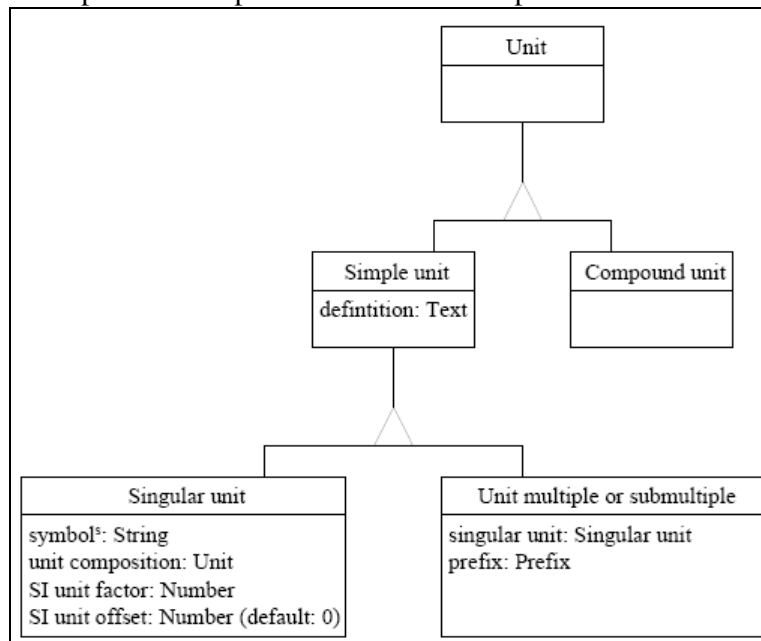 Unit
Simple unit
defintition: Text
Compound unit
Singular unit
symbolˢ: String
unit composition: Unit
SI unit factor: Number
SI unit offset: Number (default: 0)
Unit multiple or submultiple
singular unit: Singular unit
prefix: Prefix